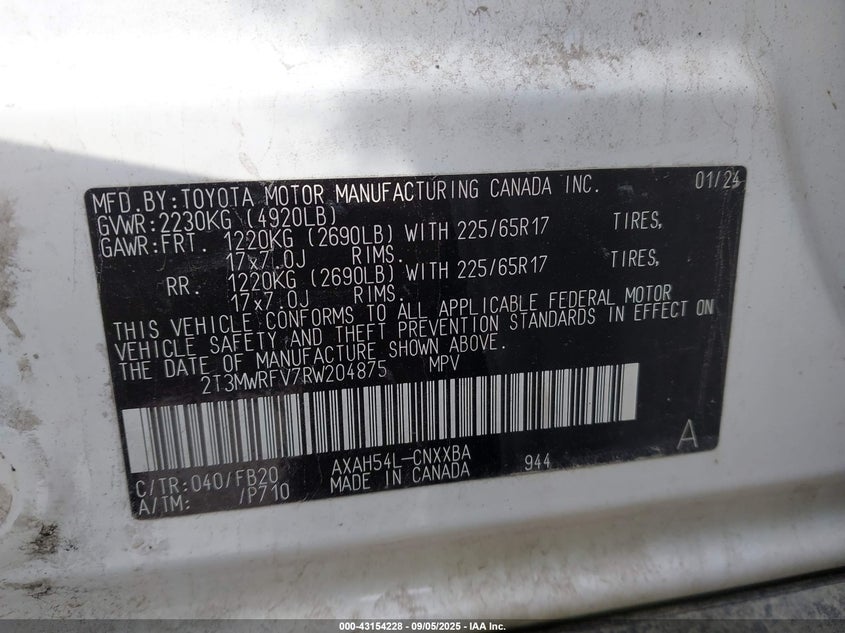 MFD.BY:TOYOTA MOTOR MANUFACTURING CANADA INC. 01/24
GVWR:2230KG (4920LB)
GAWR:FRT. 1220KG (2690LB) WITH 225/65R17 TIRES,
17x7.0J RIMS.
RR. 1220KG (2690LB) WITH 225/65R17 TIRES,
17x7.0J RIMS.
THIS VEHICLE CONFORMS TO ALL APPLICABLE FEDERAL MOTOR
VEHICLE SAFETY AND THEFT PREVENTION STANDARDS IN EFFECT ON
THE DATE OF MANUFACTURE SHOWN ABOVE.
2T3MWRFV7RW204875 MPV
C/TR:040/FB20 AXAH54L-CNXXBA 944 A
A/TM: /P710 MADE IN CANADA
000-43154228 - 09/05/2025 - IAA Inc.